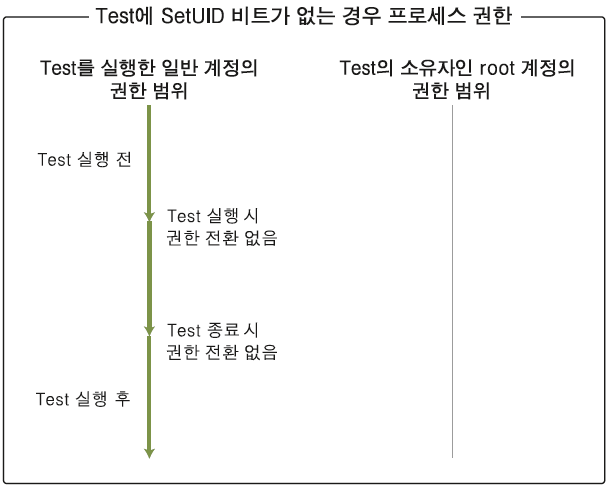 Test에 SetUID 비트가 없는 경우 프로세스 권한
Test를 실행한 일반 계정의
권한 범위
Test의 소유자인 root 계정의
권한 범위
Test 실행 전
Test 실행 시
권한 전환 없음
Test 종료 시
권한 전환 없음
Test 실행 후